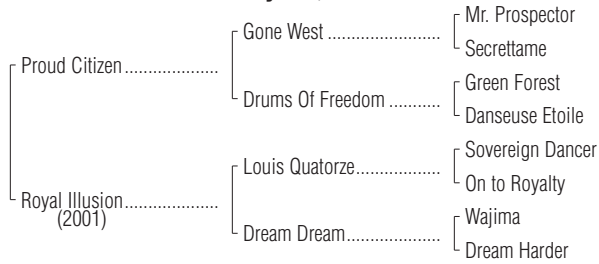 Gone West ........................
Mr. Prospector
Secrettame
Proud Citizen....................
Drums Of Freedom ...........
Green Forest
Danseuse Etoile
Louis Quatorze..................
Sovereign Dancer
On to Royalty
Royal Illusion....................
(2001)
Dream Dream....................
Wajima
Dream Harder